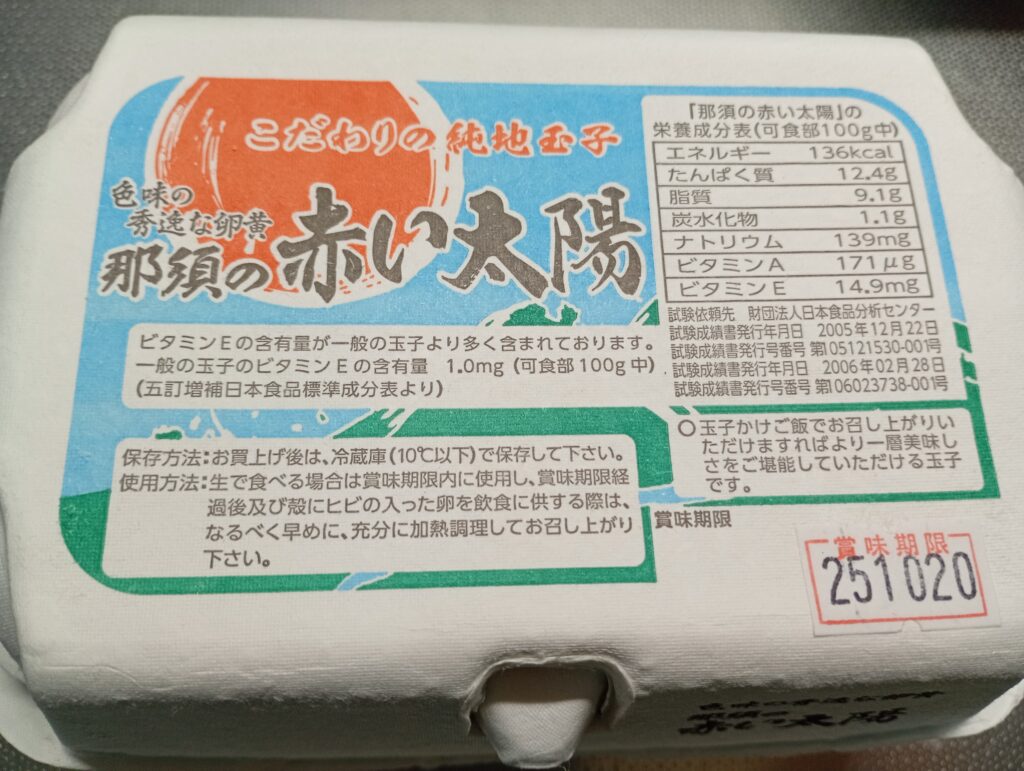 こだわりの純地玉子
色味の
秀逸な卵黄
那須の赤い太陽
ビタミンEの含有量が一般の玉子より多く含まれております。
一般の玉子のビタミンEの含有量 1.0mg (可食部100g中)
(五訂増補日本食品標準成分表より)
保存方法:お買上げ後は、冷蔵庫(10℃以下)で保存して下さい。
使用方法:生で食べる場合は賞味期限内に使用し、賞味期限経
過後及び殻にヒビの入った卵を飲食に供する際は、
なるべく早めに、充分に加熱調理してお召し上がり
下さい。
「那須の赤い太陽」の
栄養成分表(可食部100g中)
エネルギー 136kcal
たんぱく質 12.4g
脂質 9.1g
炭水化物 1.1g
ナトリウム 139mg
ビタミンA 171μg
ビタミンE 14.9mg
試験依頼先 財団法人日本食品分析センター
試験成績書発行年月日 2005年12月22日
試験成績書発行号番号 第105121530-001号
試験成績書発行年月日 2006年02月28日
試験成績書発行号番号 第106023738-001号
○玉子かけご飯でお召し上がりい
ただけますればより一層美味し
さをご堪能していただける玉子
です。
賞味期限
賞味期限
251020
色味の秀逸な卵黄
那須の
赤い太陽